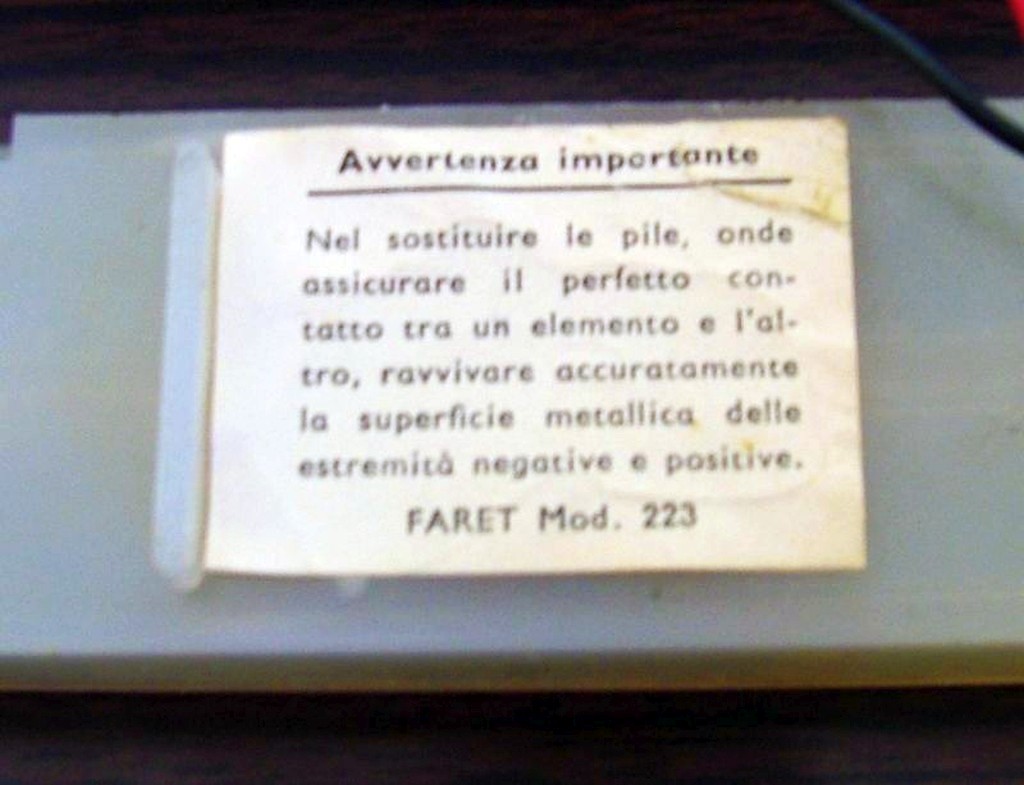 Avvertenza importante
Nel sostituire le pile, onde
assicurare il perfetto con-
tatto tra un elemento e l'al-
tro, ravvivare accuratamente
la superficie metallica delle
estremità negative e positive.
FARET Mod. 223